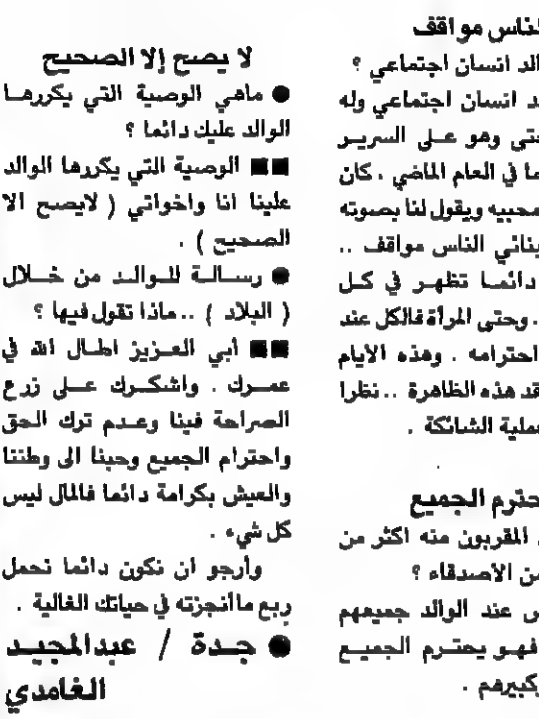 لناس مواقف
الد انسان اجتماعي ؟
د انسان اجتماعي وله
حتى وهو على السرير
ما في العام الماضي . كان
محبيه ويقول لنا بصوته
بنائي الناس مواقف ..
دائما تظهر في كل
. وحتى المرأة فالكل عند
احترامه . وهذه الايام
قد هذه الظاهرة .. نظرا
عملية الشائكة .
حترم الجميع
المقربون منه اكثر من
من الاصدقاء ؟
س عند الوالد جميعهم
فهو يحترم الجميع
كبيرهم .
لا يصح إلا الصحيح
● ماهي الوصية التي يكررها
الوالد عليك دائما ؟
■■ الوصية التي يكررها الوالد
علينا انا واخواتي ( لايصح الا
الصحيح ) .
● رسالة للوالد من خلال
( البلاد ) .. ماذا تقول فيها ؟
■■ أبي العزيز اطال الله في
عمرك . واشكرك على زرع
الصراحة فينا وعدم ترك الحق
واحترام الجميع وحبنا الى وطننا
والعيش بكرامة دائما فالمال ليس
كل شيء .
وأرجو ان نكون دائما نحمل
ربع ماأنجزته في حياتك الغالية .
● جدة / عبدالمجيد
الغامدي